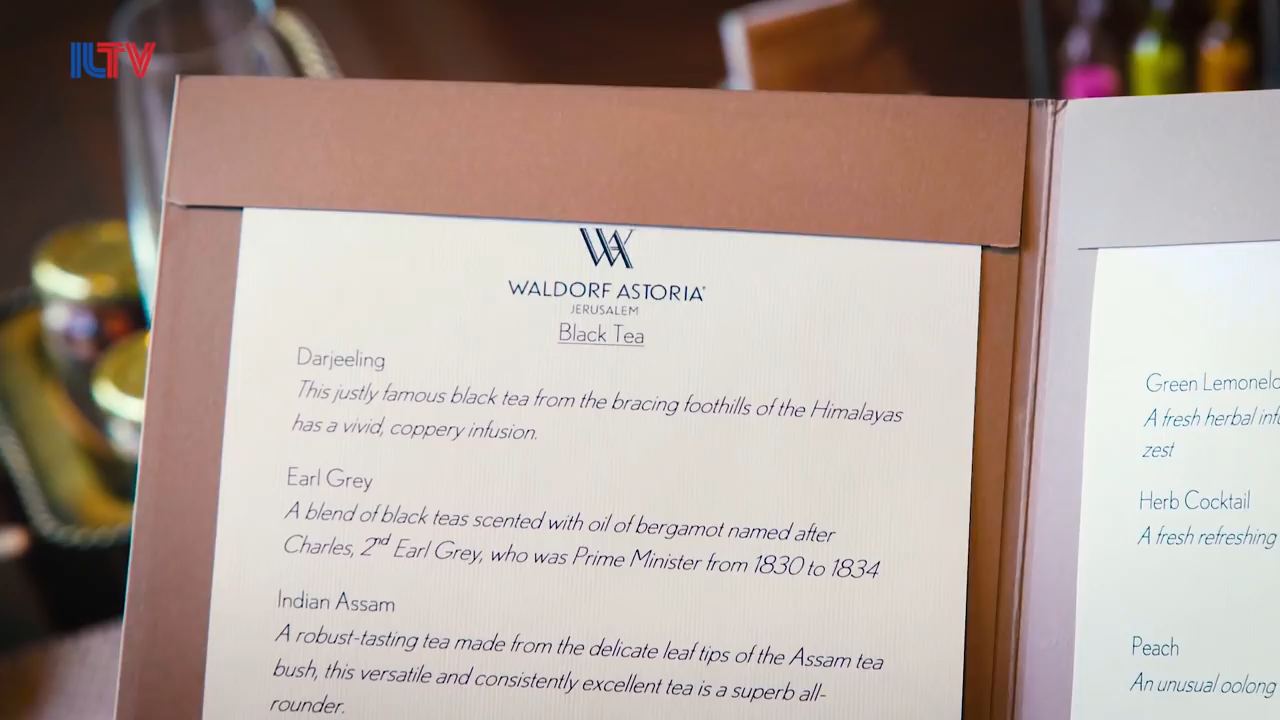 ILTV
WA
WALDORF ASTORIA
JERUSALEM
Black Tea
Darjeeling
This justly famous black tea from the bracing foothills of the Himalayas
has a vivid, coppery infusion.
Earl Grey
A blend of black teas scented with oil of bergamot named after
Charles, 2nd Earl Grey, who was Prime Minister from 1830 to 1834
Indian Assam
A robust-tasting tea made from the delicate leaf tips of the Assam tea
bush, this versatile and consistently excellent tea is a superb all-
rounder.
Green
A fresh herbal
zest
Herb Cocktail
A fresh refreshing
Peach
An unusual oolong